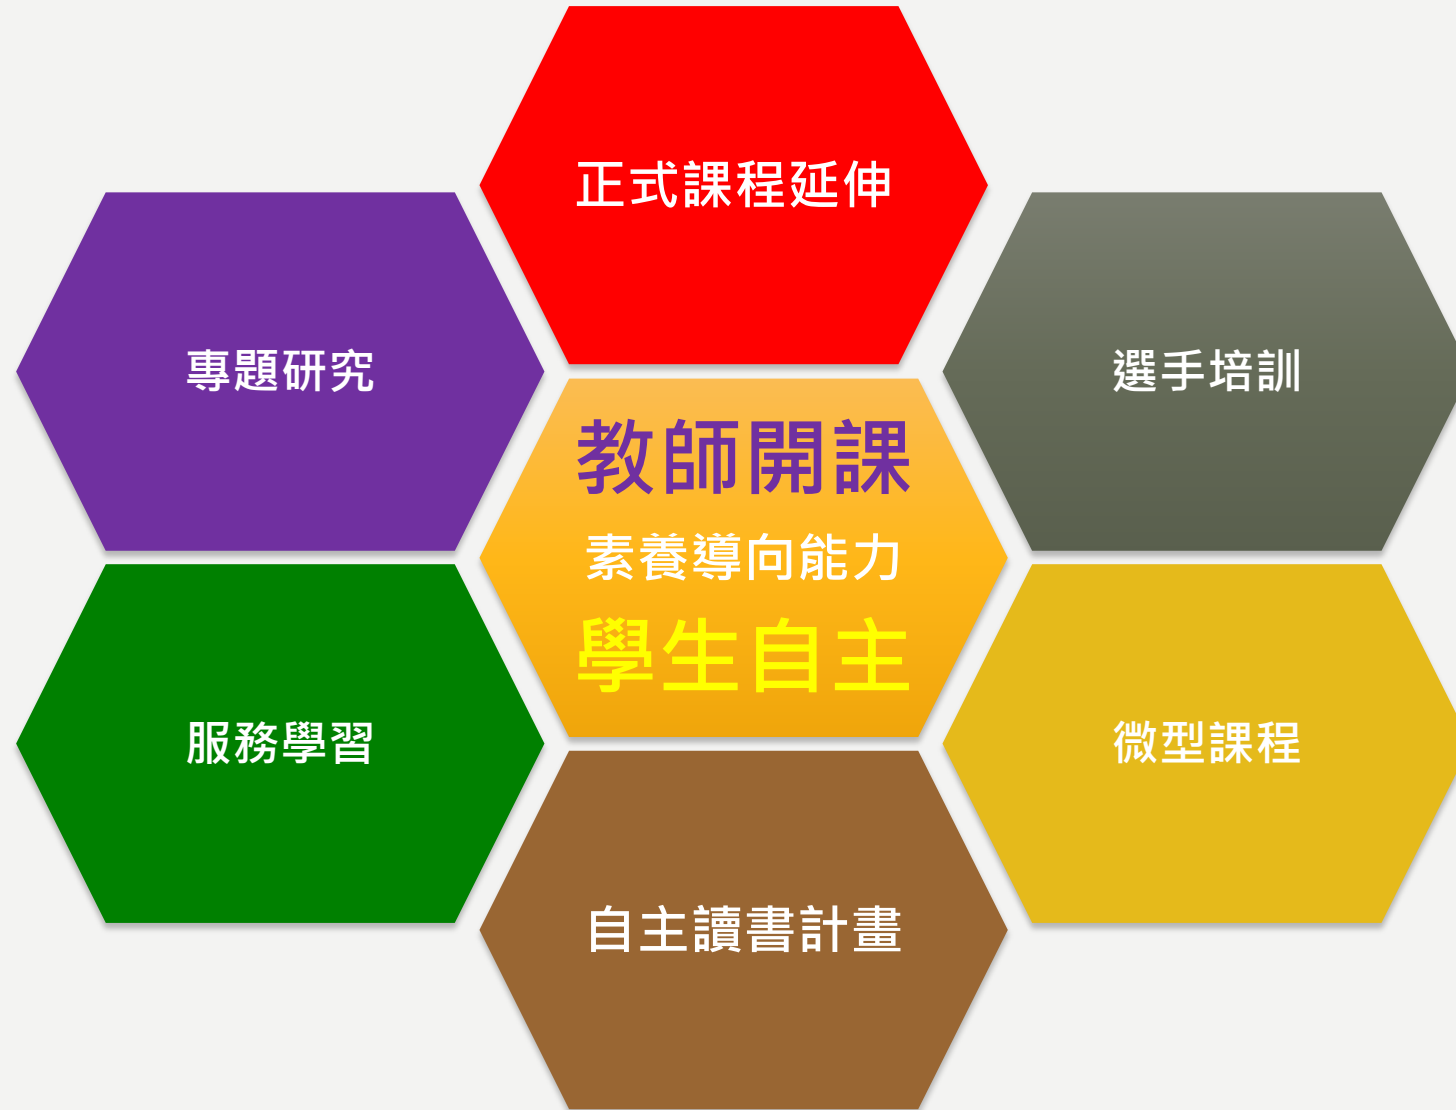 正式課程延伸
專題研究
選手培訓
教師開課
素養導向能力
學生自主
服務學習
微型課程
自主讀書計畫